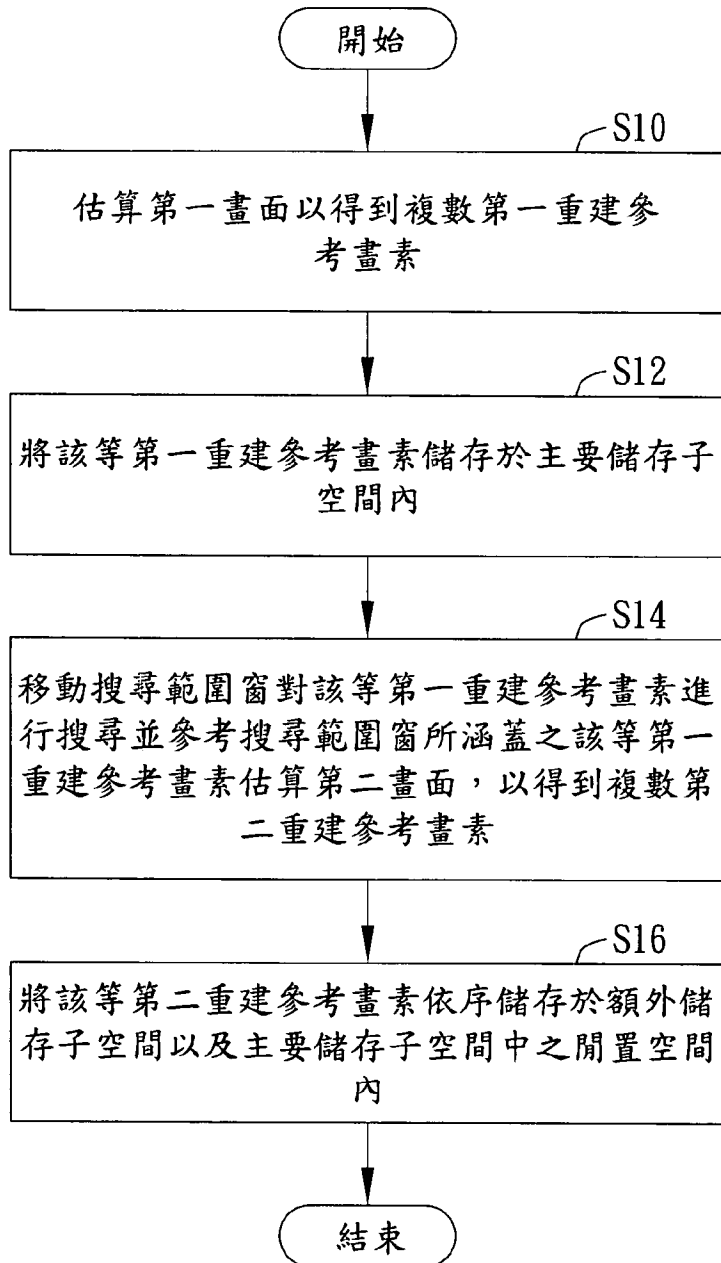 開始
S10
估算第一畫面以得到複數第一重建參
考畫素
S12
將該等第一重建參考畫素儲存於主要儲存子
空間內
S14
移動搜尋範圍窗對該等第一重建參考畫素進
行搜尋並參考搜尋範圍窗所涵蓋之該等第一
重建參考畫素估算第二畫面，以得到複數第
二重建參考畫素
S16
將該等第二重建參考畫素依序儲存於額外儲
存子空間以及主要儲存子空間中之閒置空間
內
結束